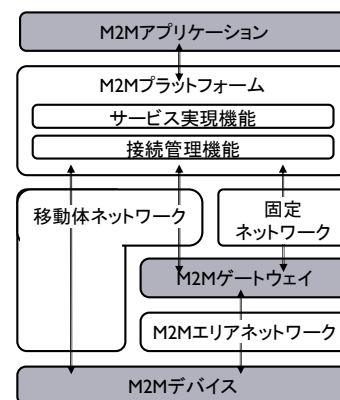 M2Mアプリケーション
M2Mプラットフォーム
サービス実現機能
接続管理機能
移動体ネットワーク
固定
ネットワーク
M2Mゲートウェイ
M2Mエリアネットワーク
M2Mデバイス